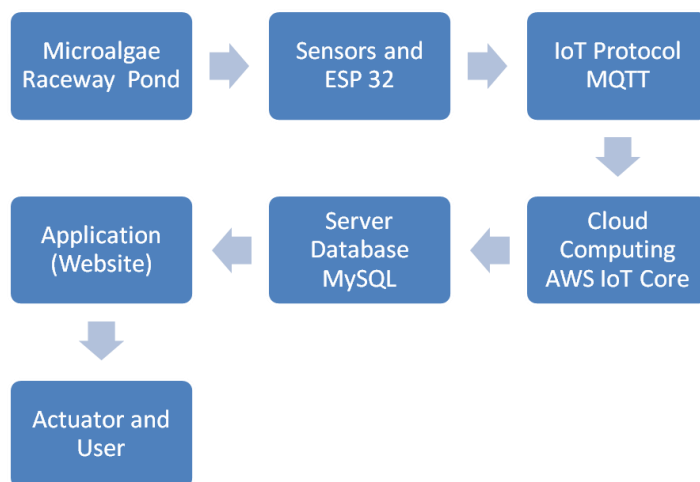 Microalgae
Raceway Pond
Sensors and
ESP 32
IoT Protocol
MQTT
Cloud
Computing
AWS IoT Core
Server
Database
MySQL
Application
(Website)
Actuator and
User